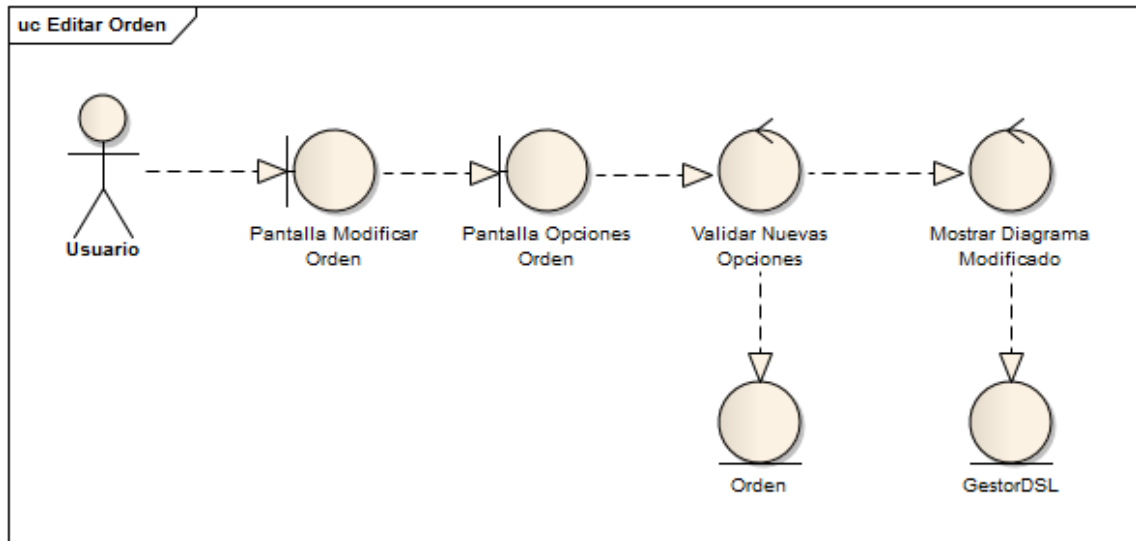 uc Editar Orden
Usuario
Pantalla Modificar
Orden
Pantalla Opciones
Orden
Validar Nuevas
Opciones
Mostrar Diagrama
Modificado
Orden
GestorDSL